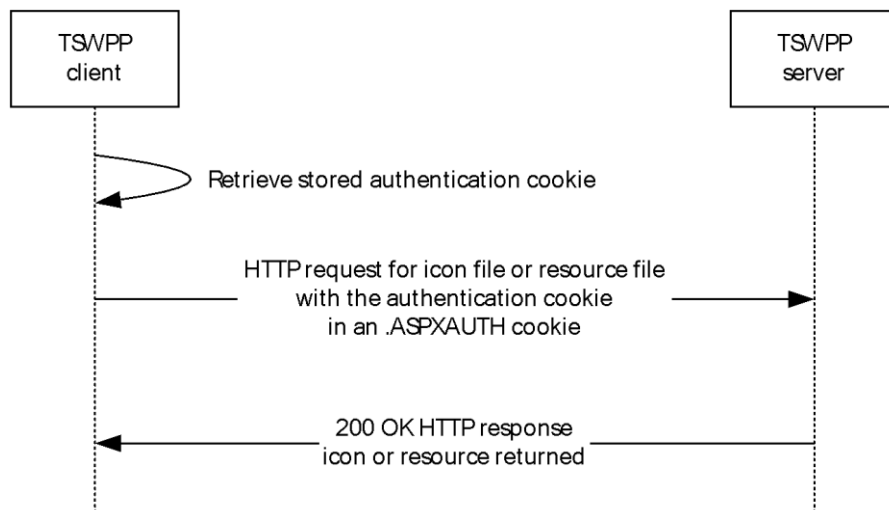 TSWPP
client
TSWPP
server
Retrieve stored authentication cookie
HTTP request for icon file or resource file
with the authentication cookie
in an .ASPXAUTH cookie
200 OK HTTP response
icon or resource returned